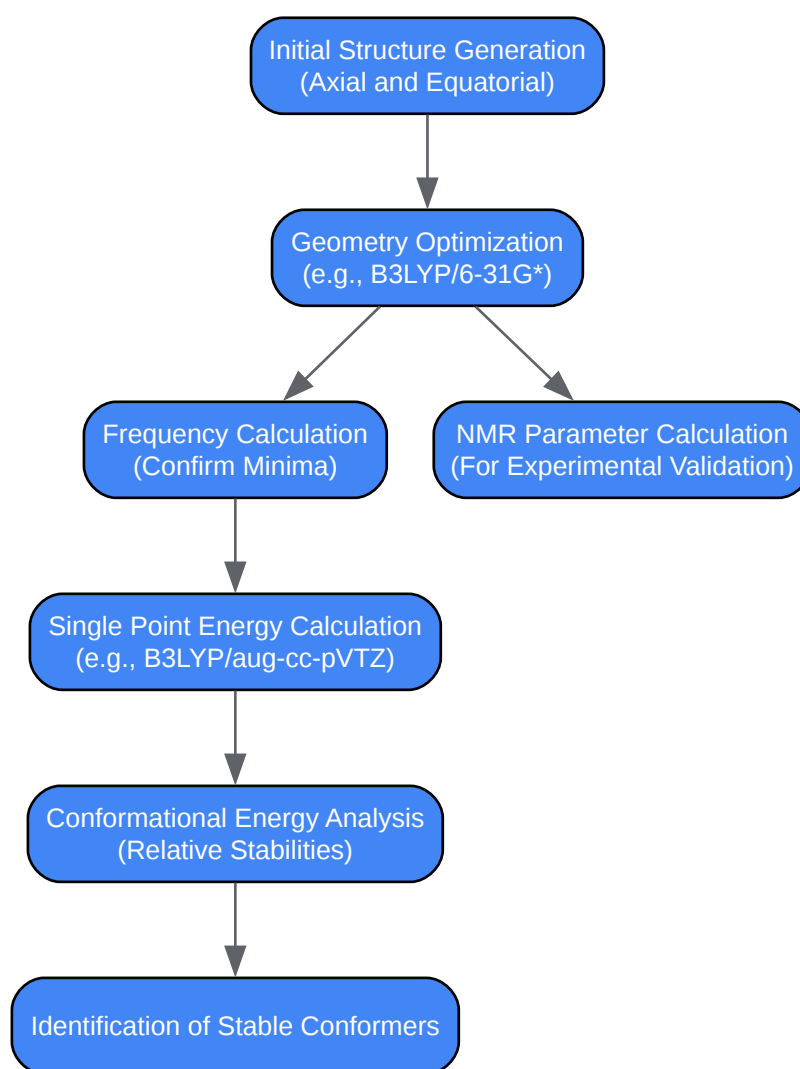 Initial Structure Generation
(Axial and Equatorial)
Geometry Optimization
(e.g., B3LYP/6-31G*)
Frequency Calculation
(Confirm Minima)
NMR Parameter Calculation
(For Experimental Validation)
Single Point Energy Calculation
(e.g., B3LYP/aug-cc-pVTZ)
Conformational Energy Analysis
(Relative Stabilities)
Identification of Stable Conformers